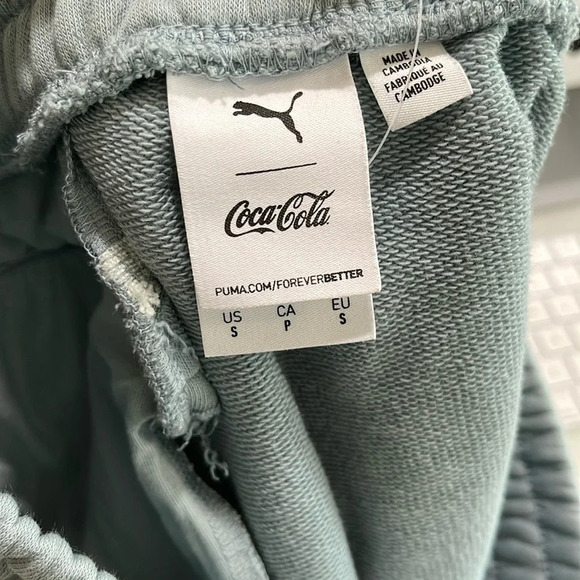 MADE IN
CAMBODIA
FABRIQUÉ AU
CAMBODGE
Coca-Cola
PUMA.COM/FOREVERBETTER
US CA EU
S P S